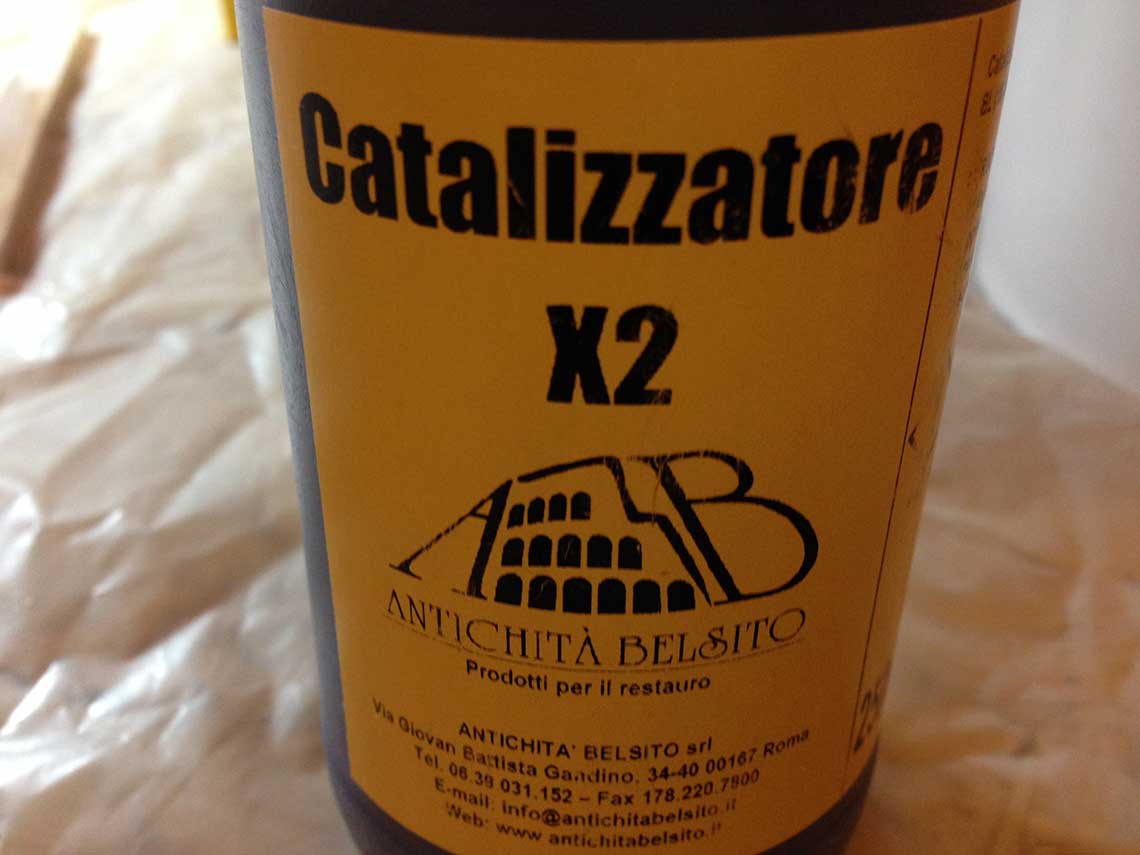 Catalizzatore
X2
AB
ANTICHITÀ BELSITO
Prodotti per il restauro
ANTICHITA' BELSITO srl
Via Giovan Battista Gandino, 34-40 00167 Roma
Tel. 06.39.031.152 – Fax 178.220.7800
E-mail: info@antichitabelsito.it
Web: www.antichitabelsito.it